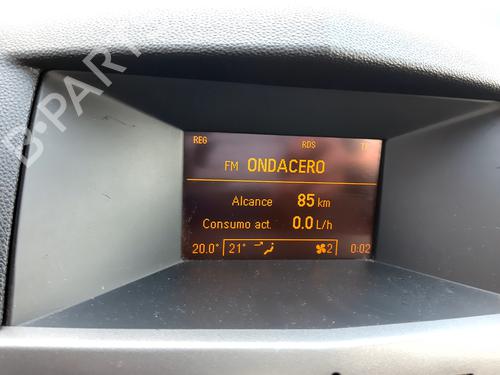 REG RDS TP
FM ONDACERO
Alcance 85 km
Consumo act. 0.0 L/h
20.0° 21° 2 0:02
B-PARTS